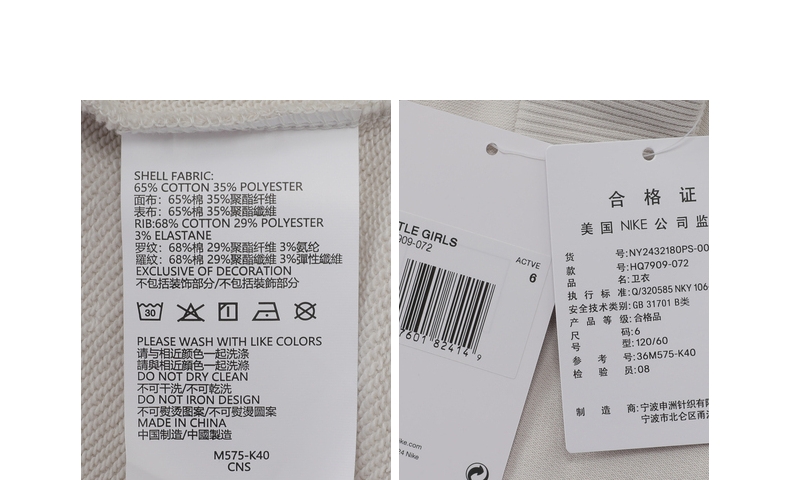 SHELL FABRIC:
65% COTTON 35% POLYESTER
面布：65%棉 35%聚酯纤维
表布：65%棉 35%聚酯纖維
RIB:68% COTTON 29% POLYESTER
3% ELASTANE
罗纹：68%棉 29%聚酯纤维 3%氨纶
羅紋：68%棉 29%聚酯纖維 3%彈性纖維
EXCLUSIVE OF DECORATION
不包括装饰部分/不包括裝飾部分
30
PLEASE WASH WITH LIKE COLORS
请与相近颜色一起洗涤
請與相近顏色一起洗滌
DO NOT DRY CLEAN
不可干洗/不可乾洗
DO NOT IRON DESIGN
不可熨烫图案/不可熨燙圖案
MADE IN CHINA
中国制造/中國製造
M575-K40
CNS
TLE GIRLS
909-072
ACTVE
6
601 82414 9
ike.com
24 Nike
合格证
美国 NIKE 公司监
货号:NY2432180PS-00
款号:HQ7909-072
品名:卫衣
执行标准:Q/320585 NKY 106
安全技术类别:GB 31701 B类
产品等级:合格品
尺码:6
号型:120/60
参考号:36M575-K40
检验员:08
制造商:宁波申洲针织有限
宁波市北仑区甬